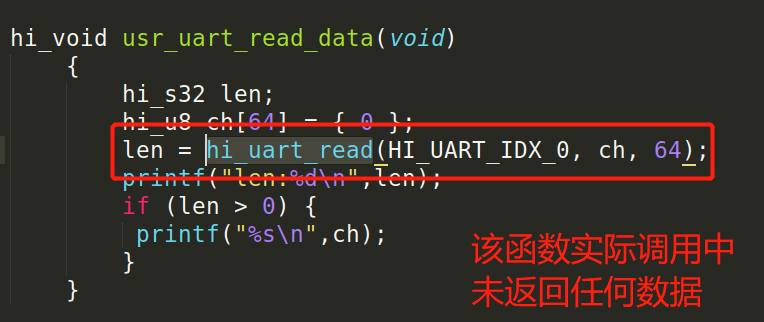 hi_void usr_uart_read_data(void)
{
hi_s32 len;
hi_u8 ch[64] = { 0 };
len = hi_uart_read(HI_UART_IDX_0, ch, 64);
printf("len:%d\n",len);
if (len > 0) {
printf("%s\n",ch);
}
}
该函数实际调用中
未返回任何数据